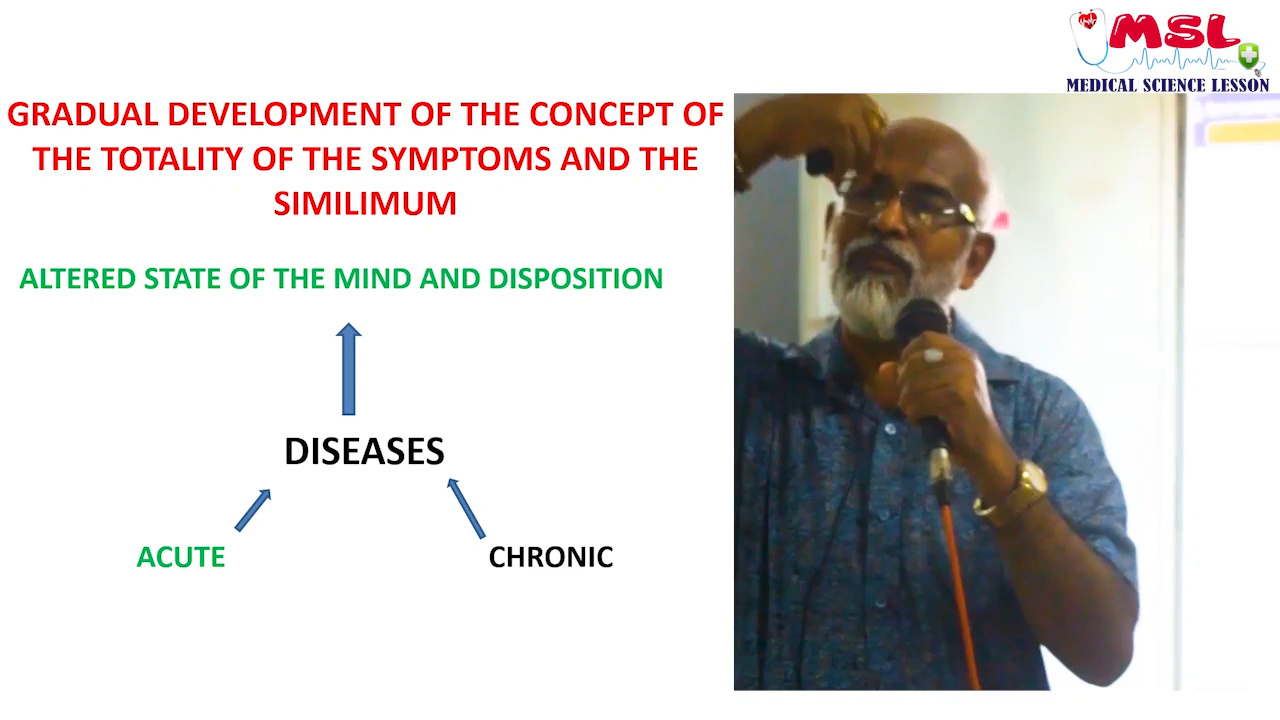 MSL
MEDICAL SCIENCE LESSON
GRADUAL DEVELOPMENT OF THE CONCEPT OF
THE TOTALITY OF THE SYMPTOMS AND THE
SIMILIMUM
ALTERED STATE OF THE MIND AND DISPOSITION
DISEASES
ACUTE
CHRONIC